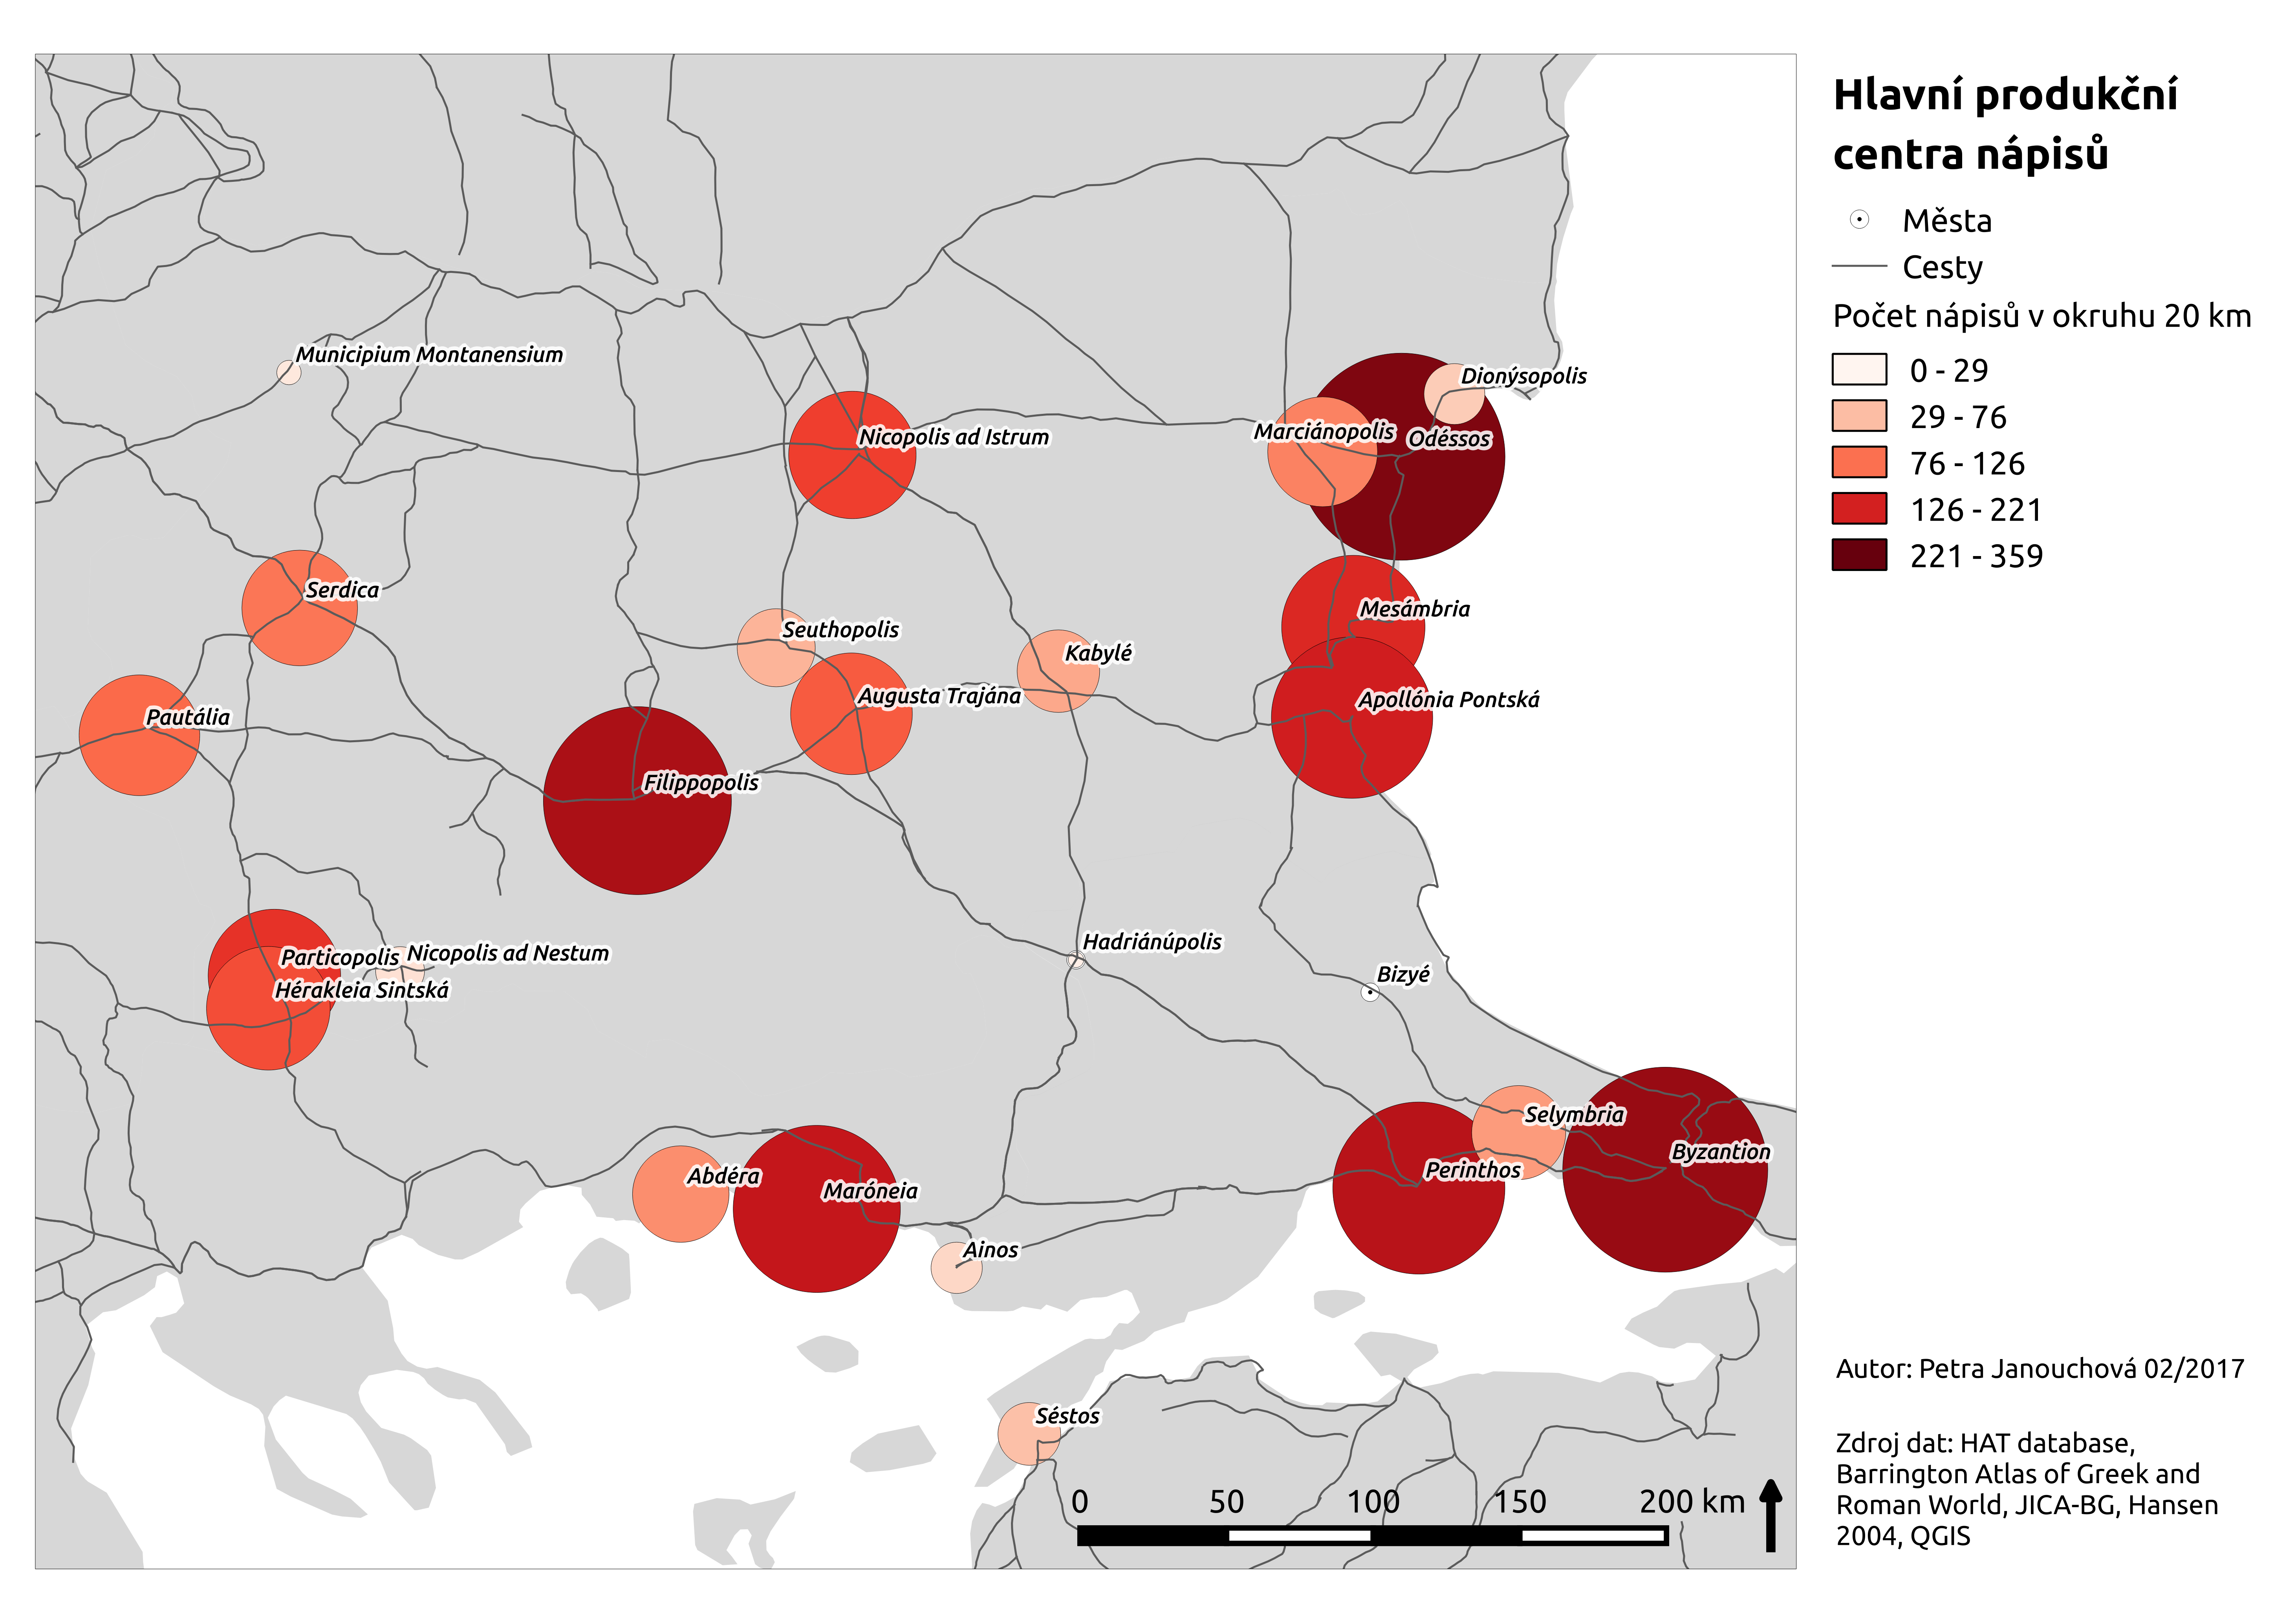 Hlavní produkční
centra nápisů
Města
Cesty
Počet nápisů v okruhu 20 km
0 - 29
29 - 76
76 - 126
126 - 221
221 - 359
Municipium Montanensium
Dionýsopolis
Nicopolis ad Istrum
Marciánopolis
Odéssos
Serdica
Mesámbria
Seuthopolis
Kabylé
Augusta Trajána
Apollónia Pontská
Pautália
Filippopolis
Hadriánúpolis
Particopolis
Nicopolis ad Nestum
Hérakleia Sintská
Bizyé
Selymbria
Byzantion
Perinthos
Abdéra
Maróneia
Ainos
Séstos
0 50 100 150 200 km
Autor: Petra Janouchová 02/2017
Zdroj dat: HAT database,
Barrington Atlas of Greek and
Roman World, JICA-BG, Hansen
2004, QGIS